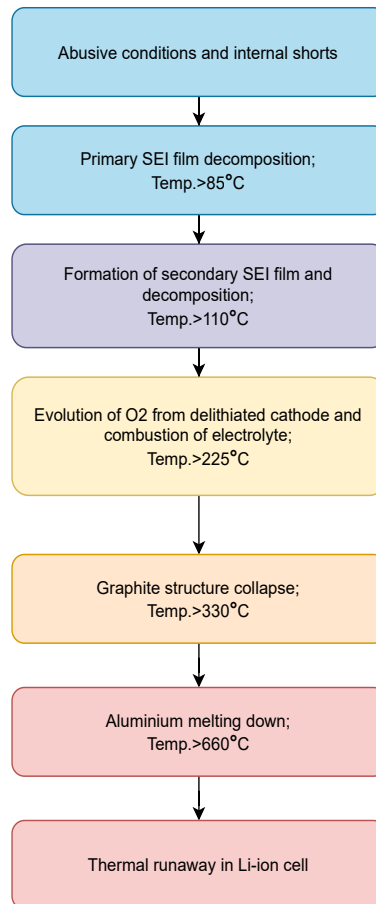 Abusive conditions and internal shorts
Primary SEI film decomposition;
Temp.>85°C
Formation of secondary SEI film and
decomposition;
Temp.>110°C
Evolution of O2 from delithiated cathode and
combustion of electrolyte;
Temp.>225°C
Graphite structure collapse;
Temp.>330°C
Aluminium melting down;
Temp.>660°C
Thermal runaway in Li-ion cell